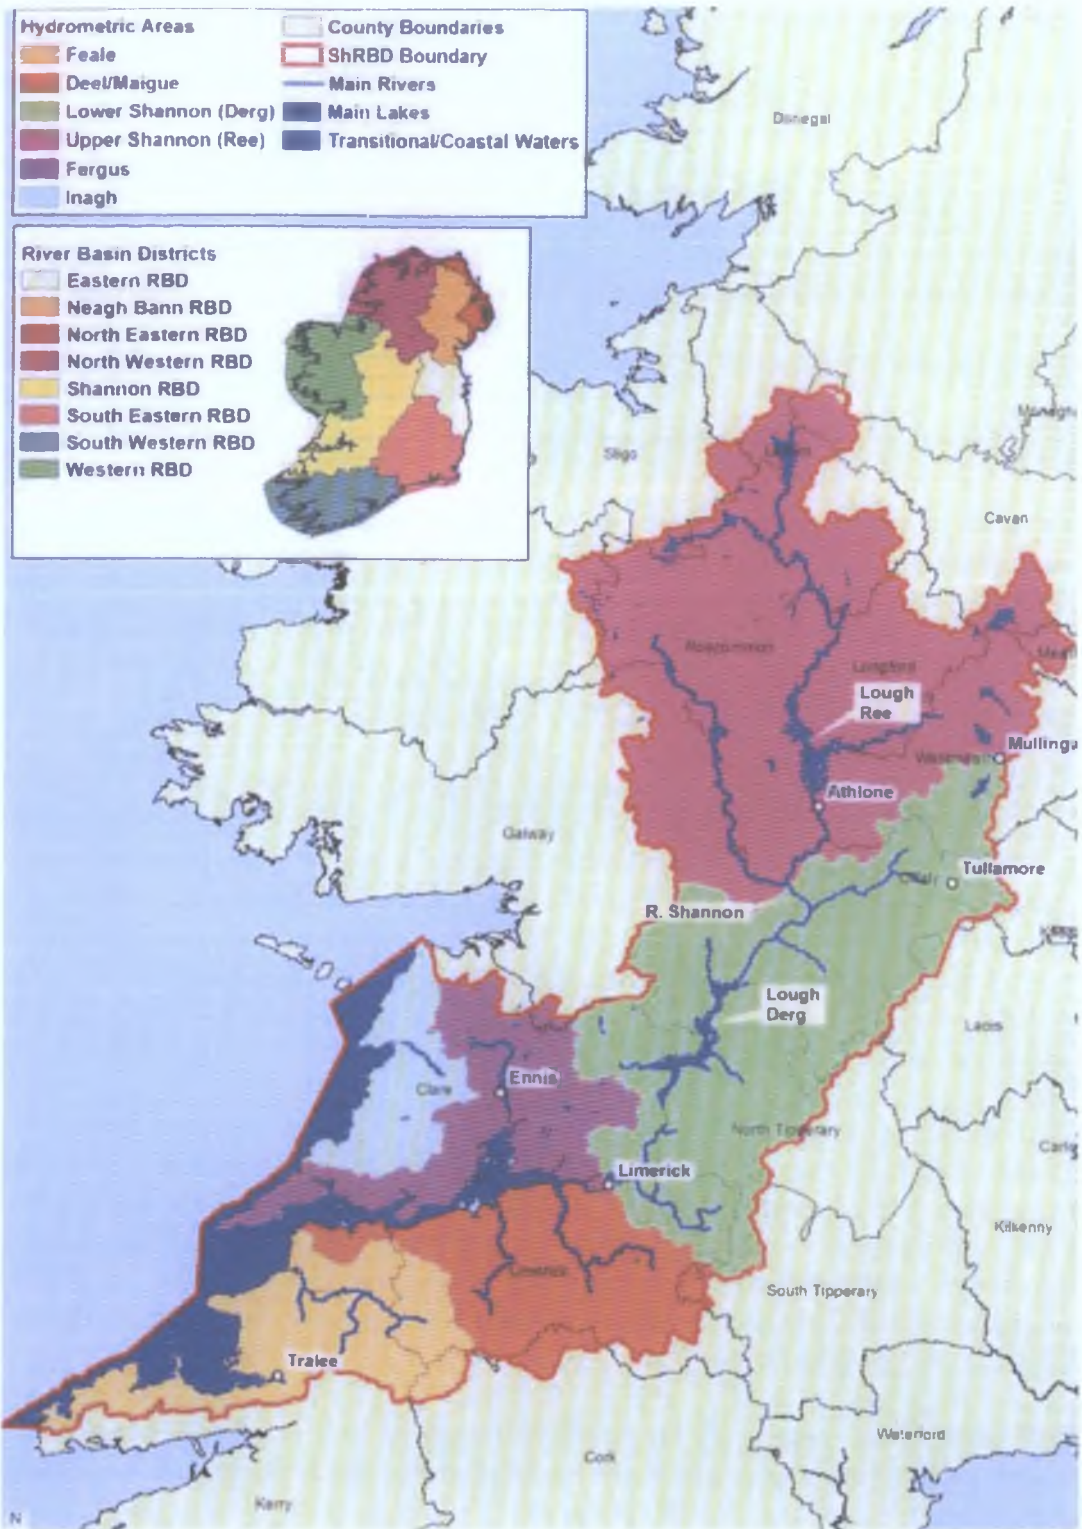 Hydrometric Areas
Feale
Deel/Maigue
Lower Shannon (Derg)
Upper Shannon (Ree)
Fergus
Inagh
County Boundaries
ShRBD Boundary
Main Rivers
Main Lakes
Transitional/Coastal Waters
River Basin Districts
Eastern RBD
Neagh Bann RBD
North Eastern RBD
North Western RBD
Shannon RBD
South Eastern RBD
South Western RBD
Western RBD
Donegal
Sligo
Cavan
Roscommon
Longford
Lough
Ree
Mullinga
Athlone
Galway
Tullamore
R. Shannon
Lough
Derg
Laois
Clare
Ennis
North Tipperary
Limerick
Kilkenny
Limerick
South Tipperary
Tralee
Waterford
Cork
Kerry
N